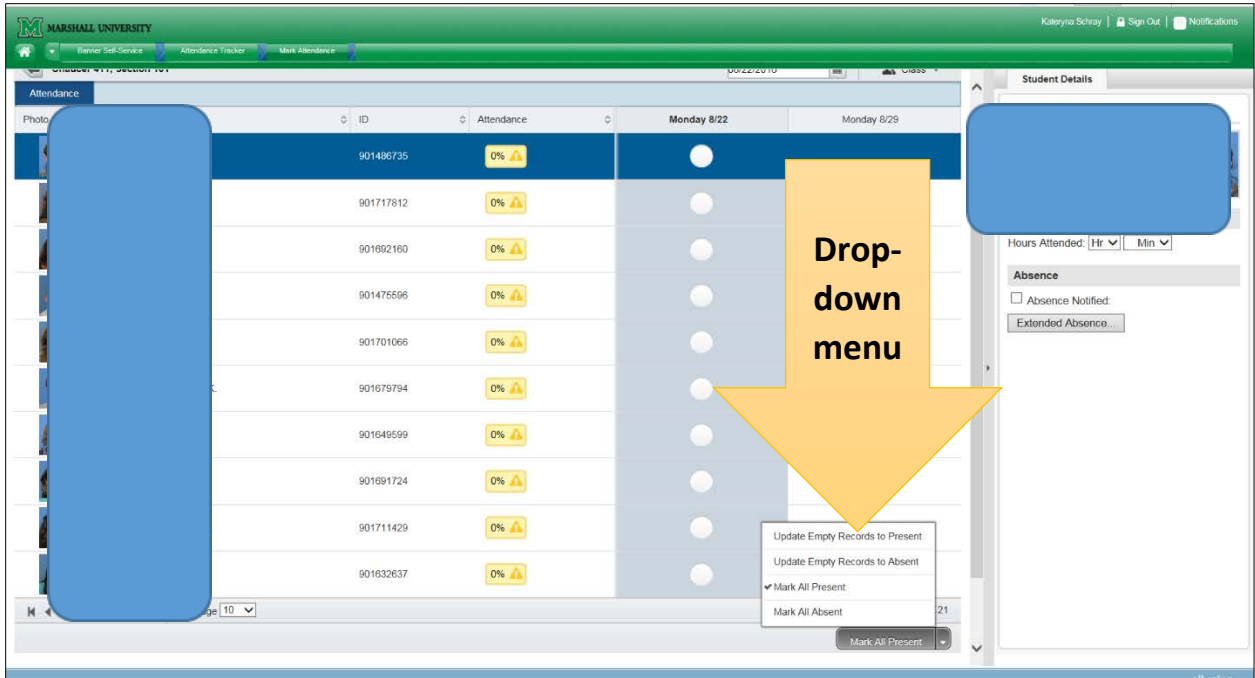 MARSHALL UNIVERSITY
Kateryna Schray | Sign Out | Notifications
Banner Self-Service Attendance Tracker Mark Attendance
Class
Student Details
Attendance
Photo ID Attendance Monday 8/22 Monday 8/29
901486735 0%
901717812 0%
901692160 0%
901475596 0%
901701066 0%
901679794 0%
901649599 0%
901691724 0%
901711429 0%
901632637 0%
Drop-
down
menu
Hours Attended: Hr Min
Absence
Absence Notified:
Extended Absence...
Update Empty Records to Present
Update Empty Records to Absent
Mark All Present
Mark All Absent
10
21
Mark All Present